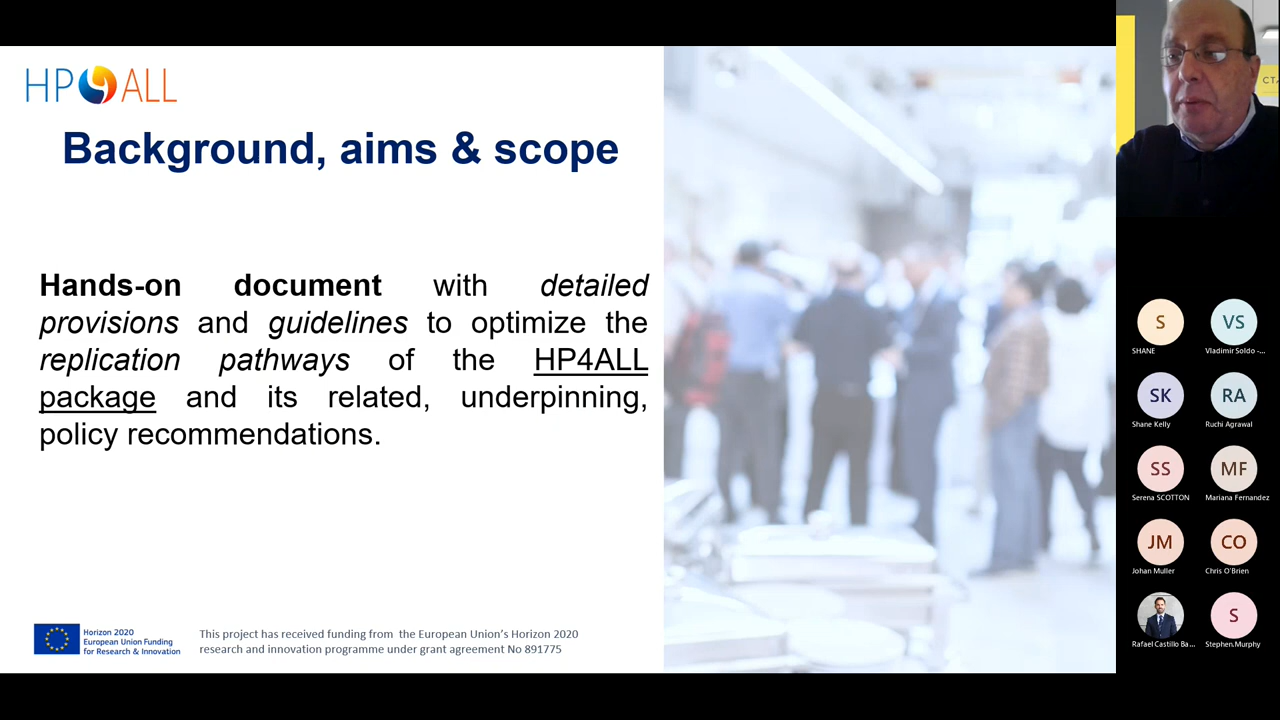 HP4ALL
Background, aims & scope
Hands-on document with detailed
provisions and guidelines to optimize the
replication pathways of the HP4ALL
package and its related, underpinning,
policy recommendations.
Horizon 2020
European Union Funding
for Research & Innovation
This project has received funding from the European Union's Horizon 2020
research and innovation programme under grant agreement No 891775
S
VS
SHANE
Vladimir Soldo -...
SK
RA
Shane Kelly
Ruchi Agrawal
SS
MF
Serena SCOTTON
Mariana Fernandez
JM
CO
Johan Muller
Chris O'Brien
S
Rafael Castillo Ba...
Stephen.Murphy